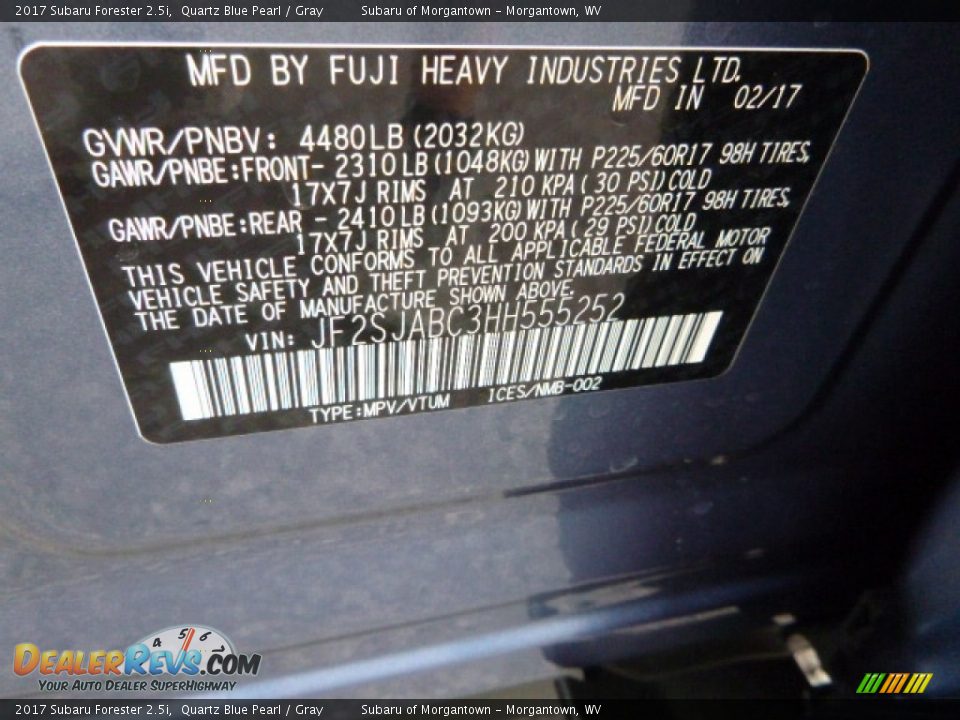 2017 Subaru Forester 2.5i,  Quartz Blue Pearl / Gray        Subaru of Morgantown - Morgantown, WV
MFD BY FUJI HEAVY INDUSTRIES LTD.
MFD IN 02/17
GVWR/PNBV: 4480LB (2032KG)
GAWR/PNBE:FRONT- 2310LB (1048KG) WITH P225/60R17 98H TIRES,
17X7J RIMS AT 210 KPA (30 PSI) COLD
GAWR/PNBE:REAR - 2410LB (1093KG) WITH P225/60R17 98H TIRES,
17X7J RIMS AT 200 KPA (29 PSI) COLD
THIS VEHICLE CONFORMS TO ALL APPLICABLE FEDERAL MOTOR
VEHICLE SAFETY AND THEFT PREVENTION STANDARDS IN EFFECT ON
THE DATE OF MANUFACTURE SHOWN ABOVE.
VIN: JF2SJABC3HH555252
TYPE:MPV/VTUM ICES/NMB-002
4 5 6
DEALERREVS.COM
YOUR AUTO DEALER SUPERHIGHWAY
2017 Subaru Forester 2.5i,  Quartz Blue Pearl / Gray        Subaru of Morgantown - Morgantown, WV